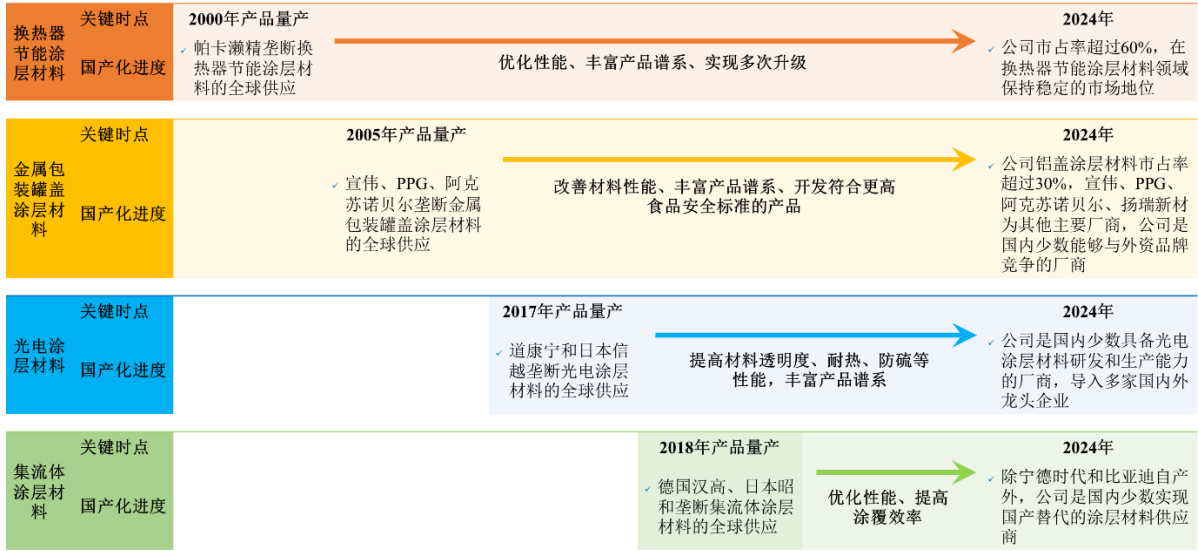 换热器
节能涂
层材料
关键时点
国产化进度
2000年产品量产
✓ 帕卡濑精垄断换
热器节能涂层材
料的全球供应
优化性能、丰富产品谱系、实现多次升级
2024年
✓ 公司市占率超过60%，在
换热器节能涂层材料领域
保持稳定的市场地位
金属包
装罐盖
涂层材
料
关键时点
国产化进度
2005年产品量产
✓ 宣伟、PPG、阿克
苏诺贝尔垄断金属
包装罐盖涂层材料
的全球供应
改善材料性能、丰富产品谱系、开发符合更高
食品安全标准的产品
2024年
✓ 公司铝盖涂层材料市占率
超过30%，宣伟、PPG、
阿克苏诺贝尔、扬瑞新材
为其他主要厂商，公司是
国内少数能够与外资品牌
竞争的厂商
光电涂
层材料
关键时点
国产化进度
2017年产品量产
✓ 道康宁和日本信
越垄断光电涂层
材料的全球供应
提高材料透明度、耐热、防硫等
性能，丰富产品谱系
2024年
✓ 公司是国内少数具备光电
涂层材料研发和生产能力
的厂商，导入多家国内外
龙头企业
集流体
涂层材
料
关键时点
国产化进度
2018年产品量产
✓ 德国汉高、日本昭
和垄断集流体涂层
材料的全球供应
优化性能、提高
涂覆效率
2024年
✓ 除宁德时代和比亚迪自产
外，公司是国内少数实现
国产替代的涂层材料供应
商